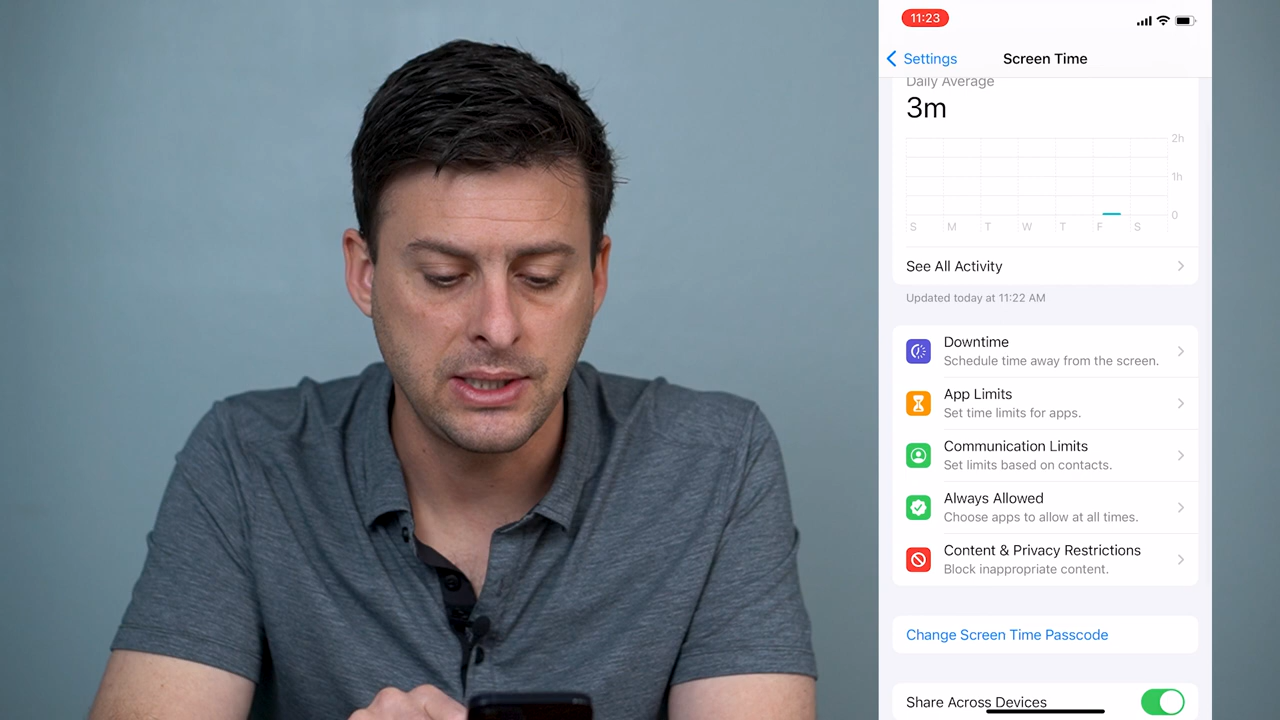 11:23
Settings
Screen Time
Daily Average
3m
2h
1h
0
S M T W T F S
See All Activity
Updated today at 11:22 AM
Downtime
Schedule time away from the screen.
App Limits
Set time limits for apps.
Communication Limits
Set limits based on contacts.
Always Allowed
Choose apps to allow at all times.
Content & Privacy Restrictions
Block inappropriate content.
Change Screen Time Passcode
Share Across Devices